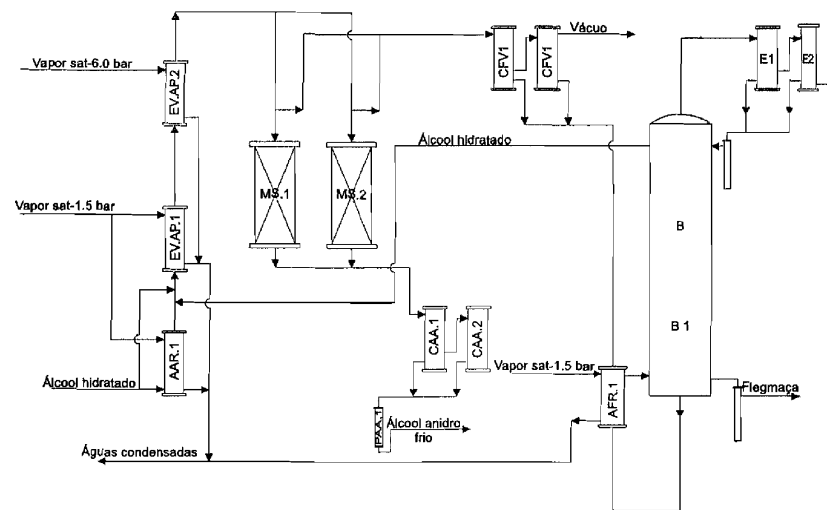 Vácuo
Vapor sat-6.0 bar
EV.AP.2
CFV1
CFV1
E1
E2
Álcool hidratado
MS.1
MS.2
Vapor sat-1.5 bar
EV.AP.1
B
B 1
CAA.1
CAA.2
AAR.1
Vapor sat-1.5 bar
Álcool hidratado
AFR.1
Flegmaça
PAA.1
Álcool anidro
frio
Águas condensadas